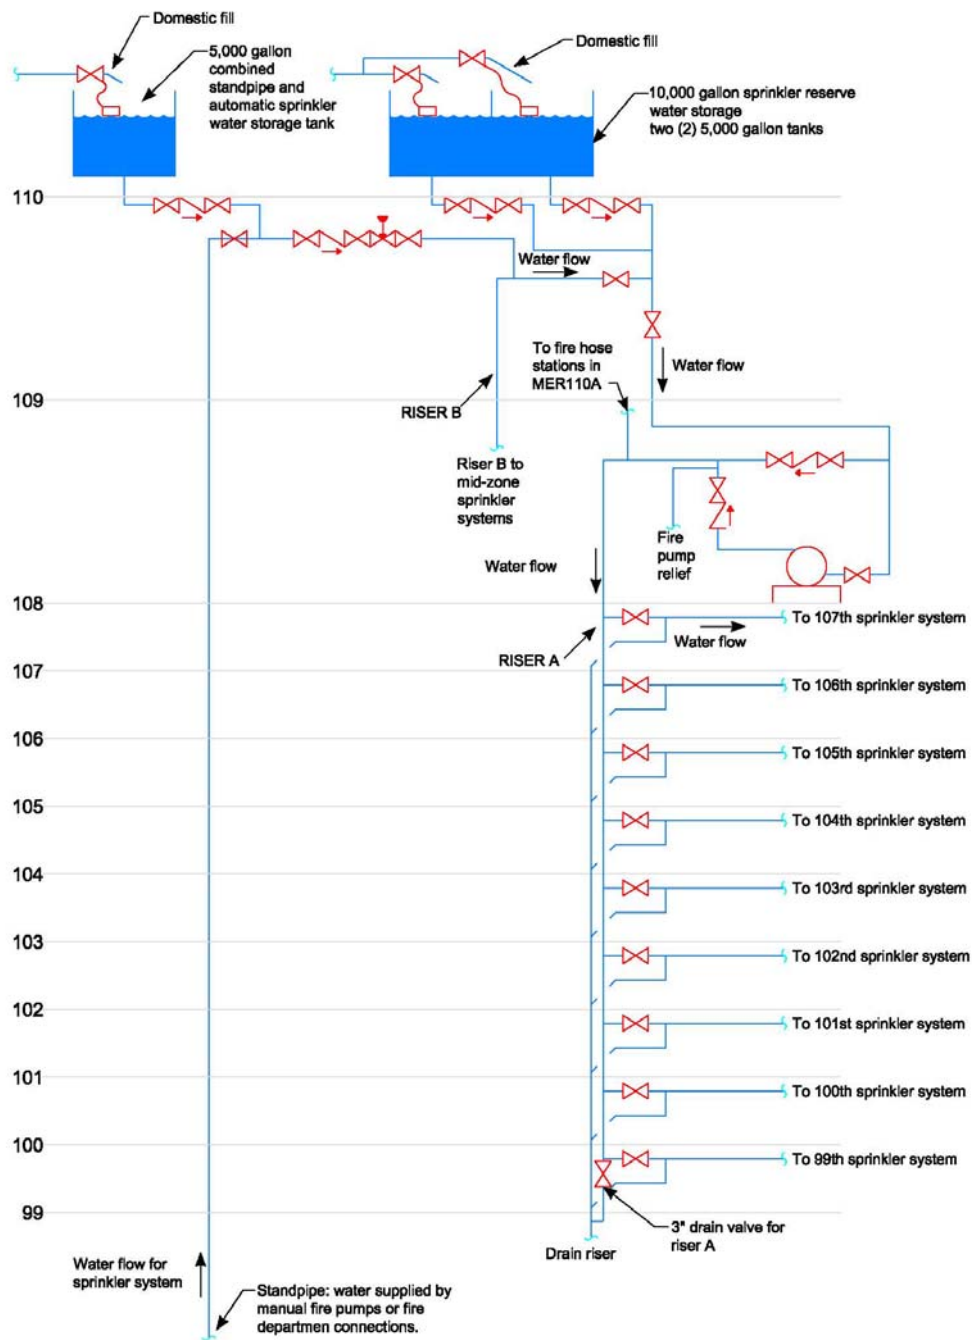 Domestic fill
5,000 gallon
combined
standpipe and
automatic sprinkler
water storage tank
Domestic fill
10,000 gallon sprinkler reserve
water storage
two (2) 5,000 gallon tanks
110
Water flow
To fire hose
stations in
MER110A
Water flow
109
RISER B
Riser B to
mid-zone
sprinkler
systems
Fire
pump
relief
Water flow
108
To 107th sprinkler system
Water flow
RISER A
107
To 106th sprinkler system
106
To 105th sprinkler system
105
To 104th sprinkler system
104
To 103rd sprinkler system
103
To 102nd sprinkler system
102
To 101st sprinkler system
101
To 100th sprinkler system
100
To 99th sprinkler system
99
3" drain valve for
riser A
Drain riser
Water flow for
sprinkler system
Standpipe: water supplied by
manual fire pumps or fire
departmen connections.